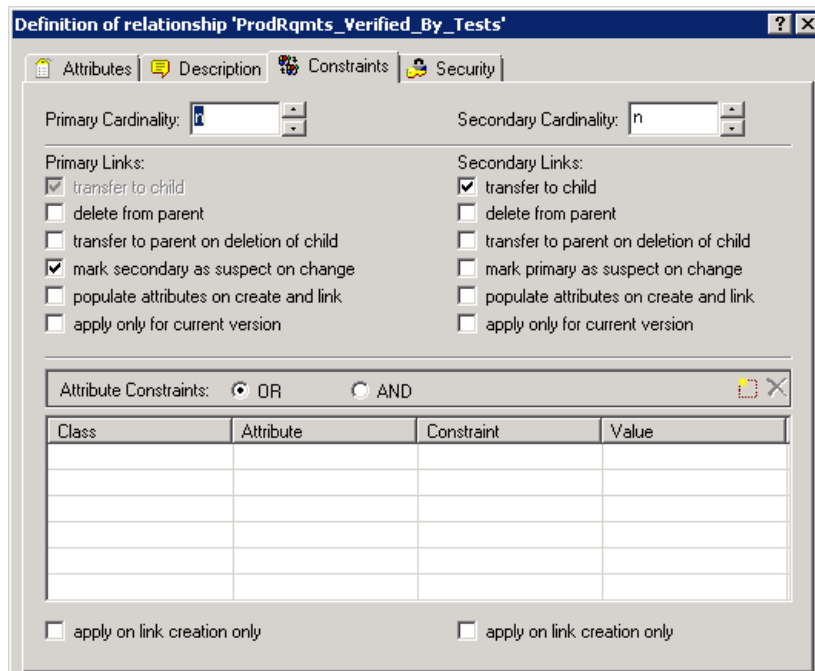 Definition of relationship 'ProdRqmts_Verified_By_Tests'
Attributes Description Constraints Security
Primary Cardinality: n Secondary Cardinality: n
Primary Links: Secondary Links:
transfer to child transfer to child
delete from parent delete from parent
transfer to parent on deletion of child transfer to parent on deletion of child
mark secondary as suspect on change mark primary as suspect on change
populate attributes on create and link populate attributes on create and link
apply only for current version apply only for current version
Attribute Constraints: OR AND
Class Attribute Constraint Value
apply on link creation only apply on link creation only